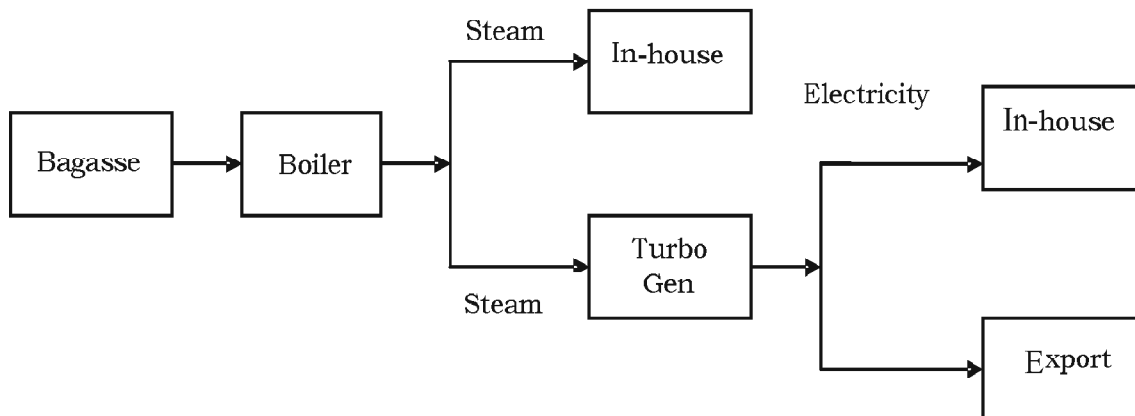 Steam
In-house
Electricity
In-house
Bagasse
Boiler
Turbo
Gen
Steam
Export